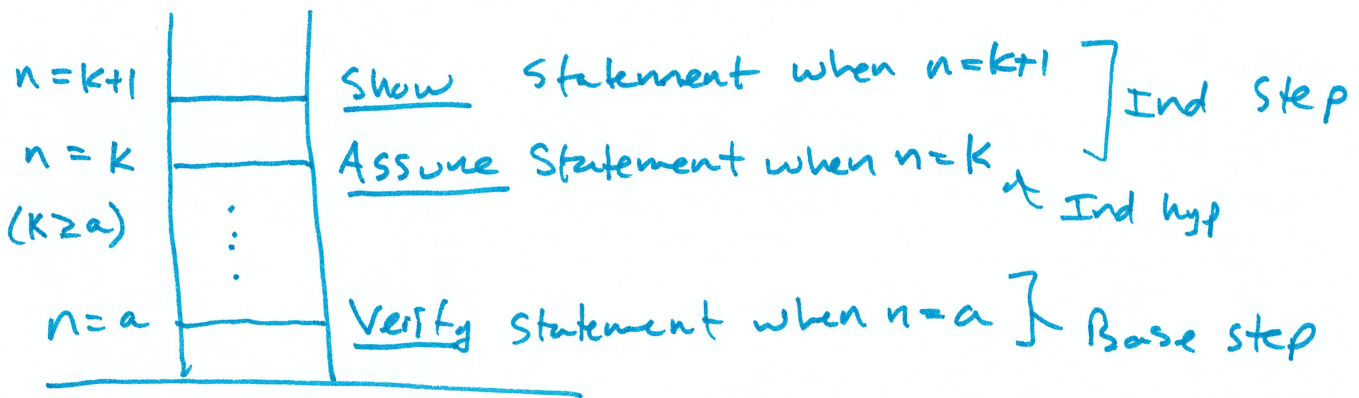 n=k+1 Show Statement when n=k+1 ] Ind Step
n=k Assume Statement when n=k ↖ Ind hyp
(k≥a) ⋮
n=a Verify statement when n=a } Base step